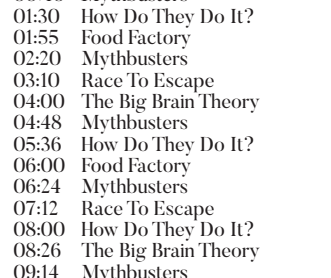 01:30 How Do They Do It?
01:55 Food Factory
02:20 Mythbusters
03:10 Race To Escape
04:00 The Big Brain Theory
04:48 Mythbusters
05:36 How Do They Do It?
06:00 Food Factory
06:24 Mythbusters
07:12 Race To Escape
08:00 How Do They Do It?
08:26 The Big Brain Theory
09:14 Mythbusters